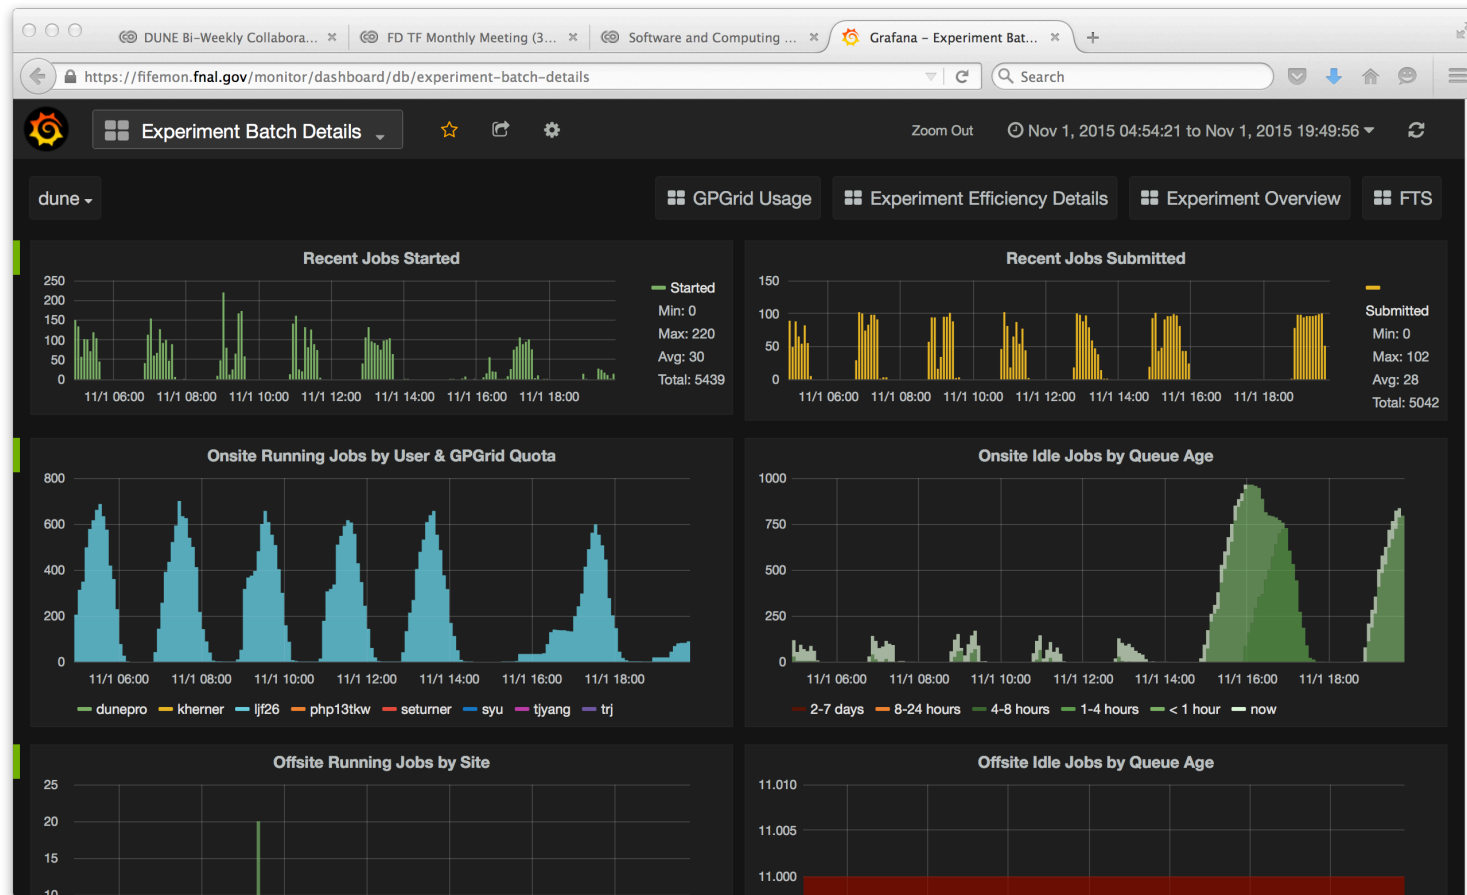 DUNE Bi-Weekly Collabora...
FD TF Monthly Meeting (3...
Software and Computing ...
Grafana - Experiment Bat...
https://fifemon.fnal.gov/monitor/dashboard/db/experiment-batch-details
Search
Experiment Batch Details
Zoom Out
Nov 1, 2015 04:54:21 to Nov 1, 2015 19:49:56
dune
GPGrid Usage
Experiment Efficiency Details
Experiment Overview
FTS
Recent Jobs Started
250
200
150
100
50
0
11/1 06:00 11/1 08:00 11/1 10:00 11/1 12:00 11/1 14:00 11/1 16:00 11/1 18:00
Started
Min: 0
Max: 220
Avg: 30
Total: 5439
Recent Jobs Submitted
150
100
50
0
11/1 06:00 11/1 08:00 11/1 10:00 11/1 12:00 11/1 14:00 11/1 16:00 11/1 18:00
Submitted
Min: 0
Max: 102
Avg: 28
Total: 5042
Onsite Running Jobs by User & GPGrid Quota
800
600
400
200
0
11/1 06:00 11/1 08:00 11/1 10:00 11/1 12:00 11/1 14:00 11/1 16:00 11/1 18:00
dunepro kherner ljf26 php13tkw seturner syu tjyang trj
Onsite Idle Jobs by Queue Age
1000
750
500
250
0
11/1 06:00 11/1 08:00 11/1 10:00 11/1 12:00 11/1 14:00 11/1 16:00 11/1 18:00
2-7 days 8-24 hours 4-8 hours 1-4 hours < 1 hour now
Offsite Running Jobs by Site
25
20
15
10
Offsite Idle Jobs by Queue Age
11.010
11.005
11.000